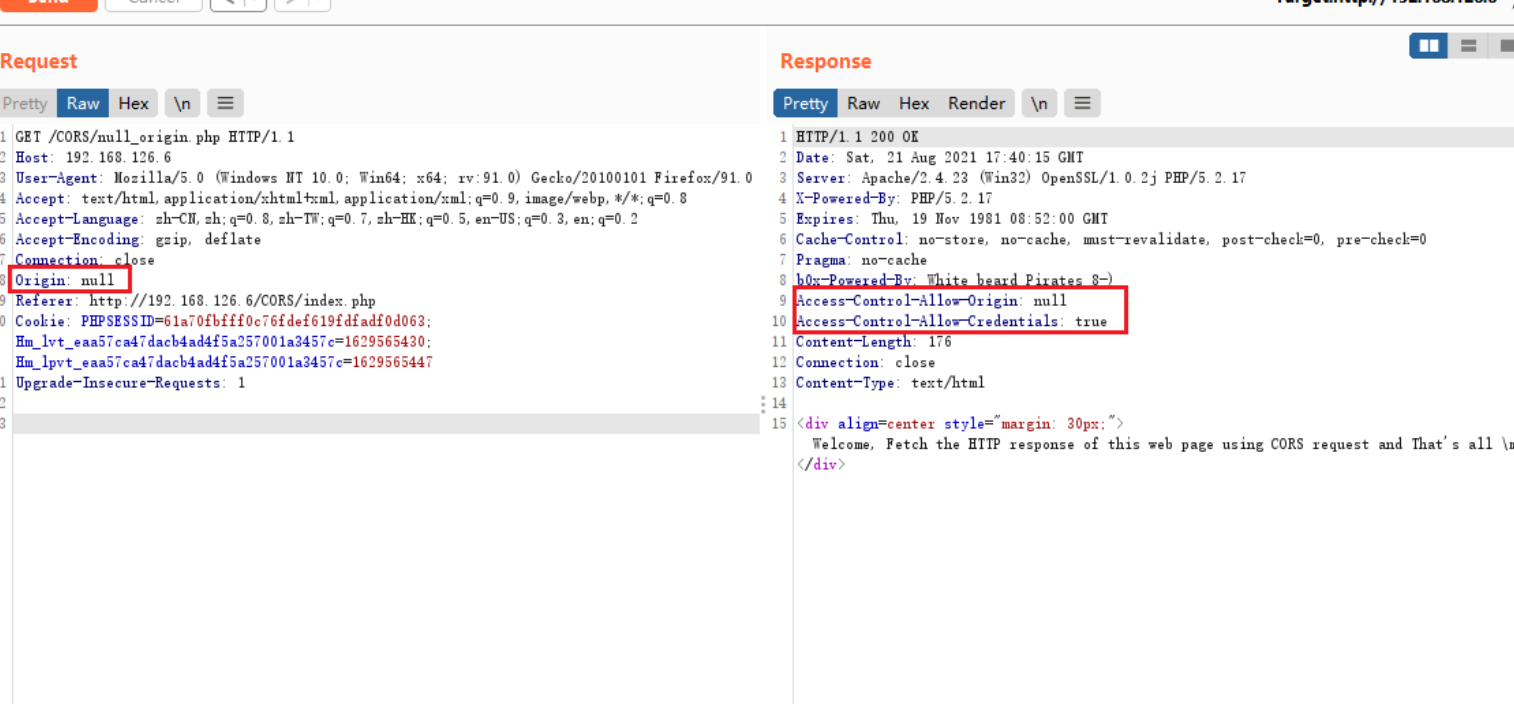 Send
Cancel
Request
Pretty Raw Hex \n
1 GET /CORS/null_origin.php HTTP/1.1
2 Host: 192.168.126.6
3 User-Agent: Mozilla/5.0 (Windows NT 10.0; Win64; x64; rv:91.0) Gecko/20100101 Firefox/91.0
4 Accept: text/html,application/xhtml+xml,application/xml;q=0.9,image/webp,*/*;q=0.8
5 Accept-Language: zh-CN,zh;q=0.8,zh-TW;q=0.7,zh-HK;q=0.5,en-US;q=0.3,en;q=0.2
6 Accept-Encoding: gzip, deflate
7 Connection: close
8 Origin: null
9 Referer: http://192.168.126.6/CORS/index.php
0 Cookie: PHPSESSID=61a70fbfff0c76fdef619fdfadf0d063;
Hm_lvt_eaa57ca47dacb4ad4f5a257001a3457c=1629565430;
Hm_lpvt_eaa57ca47dacb4ad4f5a257001a3457c=1629565447
1 Upgrade-Insecure-Requests: 1
2
3
Response
Pretty Raw Hex Render \n
1 HTTP/1.1 200 OK
2 Date: Sat, 21 Aug 2021 17:40:15 GMT
3 Server: Apache/2.4.23 (Win32) OpenSSL/1.0.2j PHP/5.2.17
4 X-Powered-By: PHP/5.2.17
5 Expires: Thu, 19 Nov 1981 08:52:00 GMT
6 Cache-Control: no-store, no-cache, must-revalidate, post-check=0, pre-check=0
7 Pragma: no-cache
8 b0x-Powered-By: White beard Pirates 8-)
9 Access-Control-Allow-Origin: null
10 Access-Control-Allow-Credentials: true
11 Content-Length: 176
12 Connection: close
13 Content-Type: text/html
14
15 <div align=center style="margin: 30px;">
Welcome, Fetch the HTTP response of this web page using CORS request and That's all \n
</div>